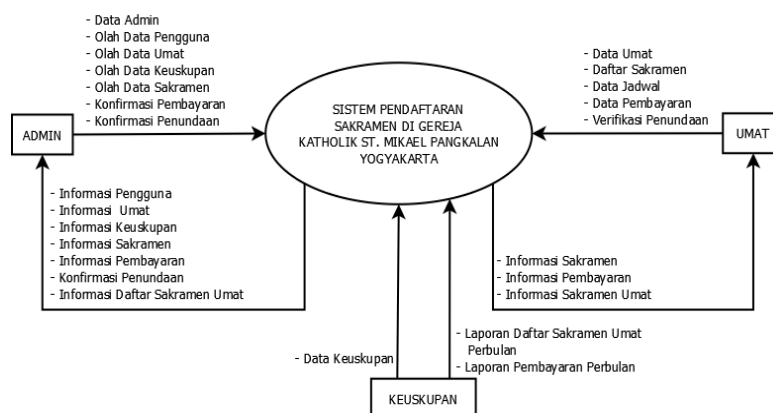 - Data Admin
- Olah Data Pengguna
- Olah Data Umat
- Olah Data Keuskupan
- Olah Data Sakramen
- Konfirmasi Pembayaran
- Konfirmasi Penundaan
ADMIN
SISTEM PENDAFTARAN
SAKRAMEN DI GEREJA
KATHOLIK ST. MIKAEL PANGKALAN
YOGYAKARTA
- Data Umat
- Daftar Sakramen
- Data Jadwal
- Data Pembayaran
- Verifikasi Penundaan
UMAT
- Informasi Pengguna
- Informasi Umat
- Informasi Keuskupan
- Informasi Sakramen
- Informasi Pembayaran
- Konfirmasi Penundaan
- Informasi Daftar Sakramen Umat
- Informasi Sakramen
- Informasi Pembayaran
- Informasi Sakramen Umat
- Data Keuskupan
- Laporan Daftar Sakramen Umat
Perbulan
- Laporan Pembayaran Perbulan
KEUSKUPAN